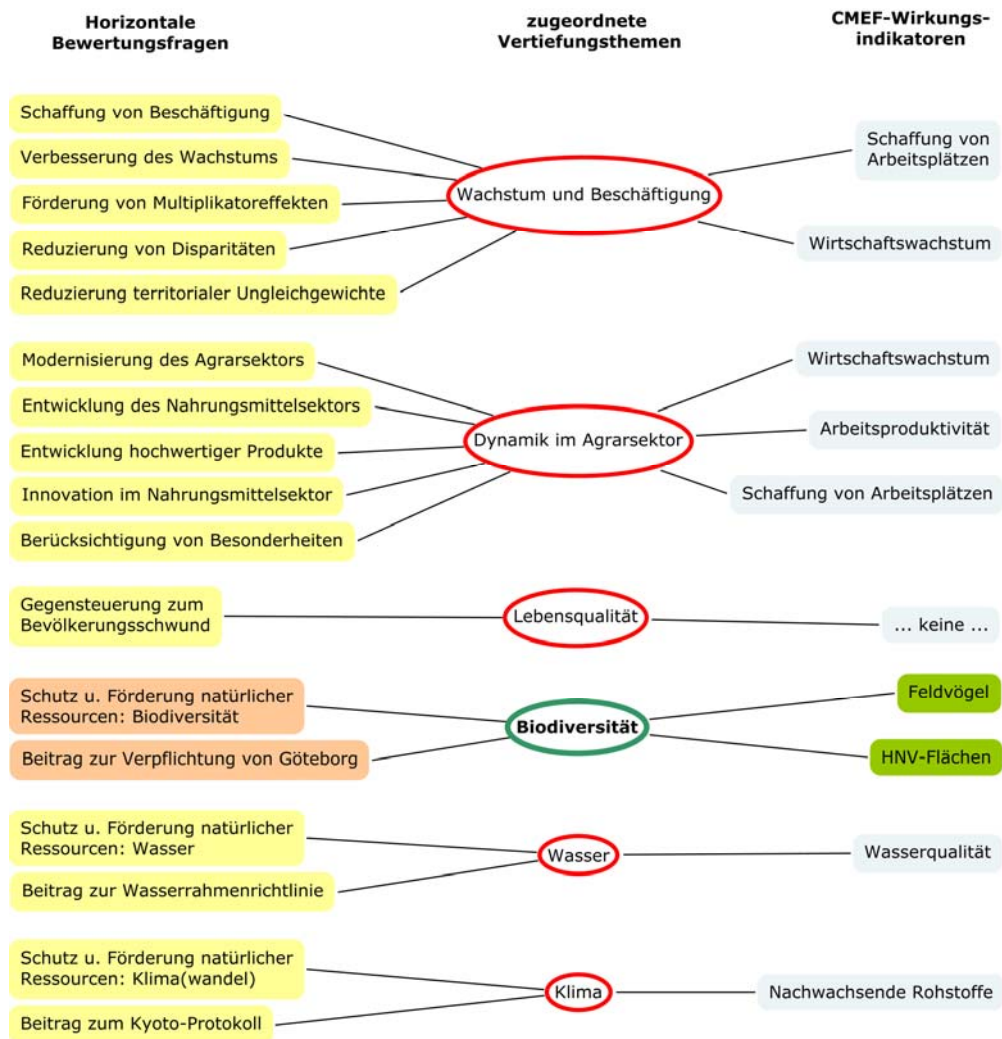 Horizontale
Bewertungsfragen
zugeordnete
Vertiefungsthemen
CMEF-Wirkungs-
indikatoren
Schaffung von Beschäftigung
Verbesserung des Wachstums
Förderung von Multiplikatoreffekten
Reduzierung von Disparitäten
Reduzierung territorialer Ungleichgewichte
Wachstum und Beschäftigung
Schaffung von
Arbeitsplätzen
Wirtschaftswachstum
Modernisierung des Agrarsektors
Entwicklung des Nahrungsmittelsektors
Entwicklung hochwertiger Produkte
Innovation im Nahrungsmittelsektor
Berücksichtigung von Besonderheiten
Dynamik im Agrarsektor
Wirtschaftswachstum
Arbeitsproduktivität
Schaffung von Arbeitsplätzen
Gegensteuerung zum
Bevölkerungsschwund
Lebensqualität
... keine ...
Schutz u. Förderung natürlicher
Ressourcen: Biodiversität
Beitrag zur Verpflichtung von Göteborg
Biodiversität
Feldvögel
HNV-Flächen
Schutz u. Förderung natürlicher
Ressourcen: Wasser
Beitrag zur Wasserrahmenrichtlinie
Wasser
Wasserqualität
Schutz u. Förderung natürlicher
Ressourcen: Klima(wandel)
Beitrag zum Kyoto-Protokoll
Klima
Nachwachsende Rohstoffe